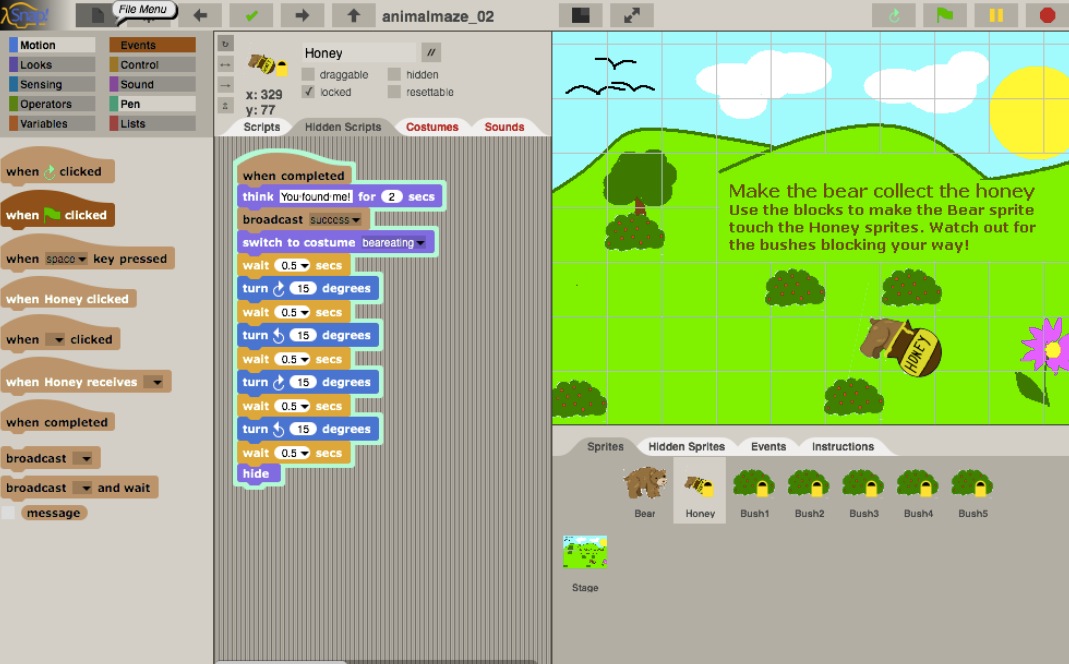 Snap!
File Menu
animalmaze_02
Motion
Events
Looks
Control
Sensing
Sound
Operators
Pen
Variables
Lists
when clicked
when clicked
when space key pressed
when Honey clicked
when clicked
when Honey receives
when completed
broadcast
broadcast and wait
message
Honey
draggable
hidden
locked
resettable
x: 329
y: 77
Scripts
Hidden Scripts
Costumes
Sounds
when completed
think You found me! for 2 secs
broadcast success
switch to costume beareating
wait 0.5 secs
turn 15 degrees
wait 0.5 secs
turn 15 degrees
wait 0.5 secs
turn 15 degrees
wait 0.5 secs
turn 15 degrees
wait 0.5 secs
hide
Make the bear collect the honey
Use the blocks to make the Bear sprite
touch the Honey sprites. Watch out for
the bushes blocking your way!
HONEY
Sprites
Hidden Sprites
Events
Instructions
Bear
Honey
Bush1
Bush2
Bush3
Bush4
Bush5
Stage